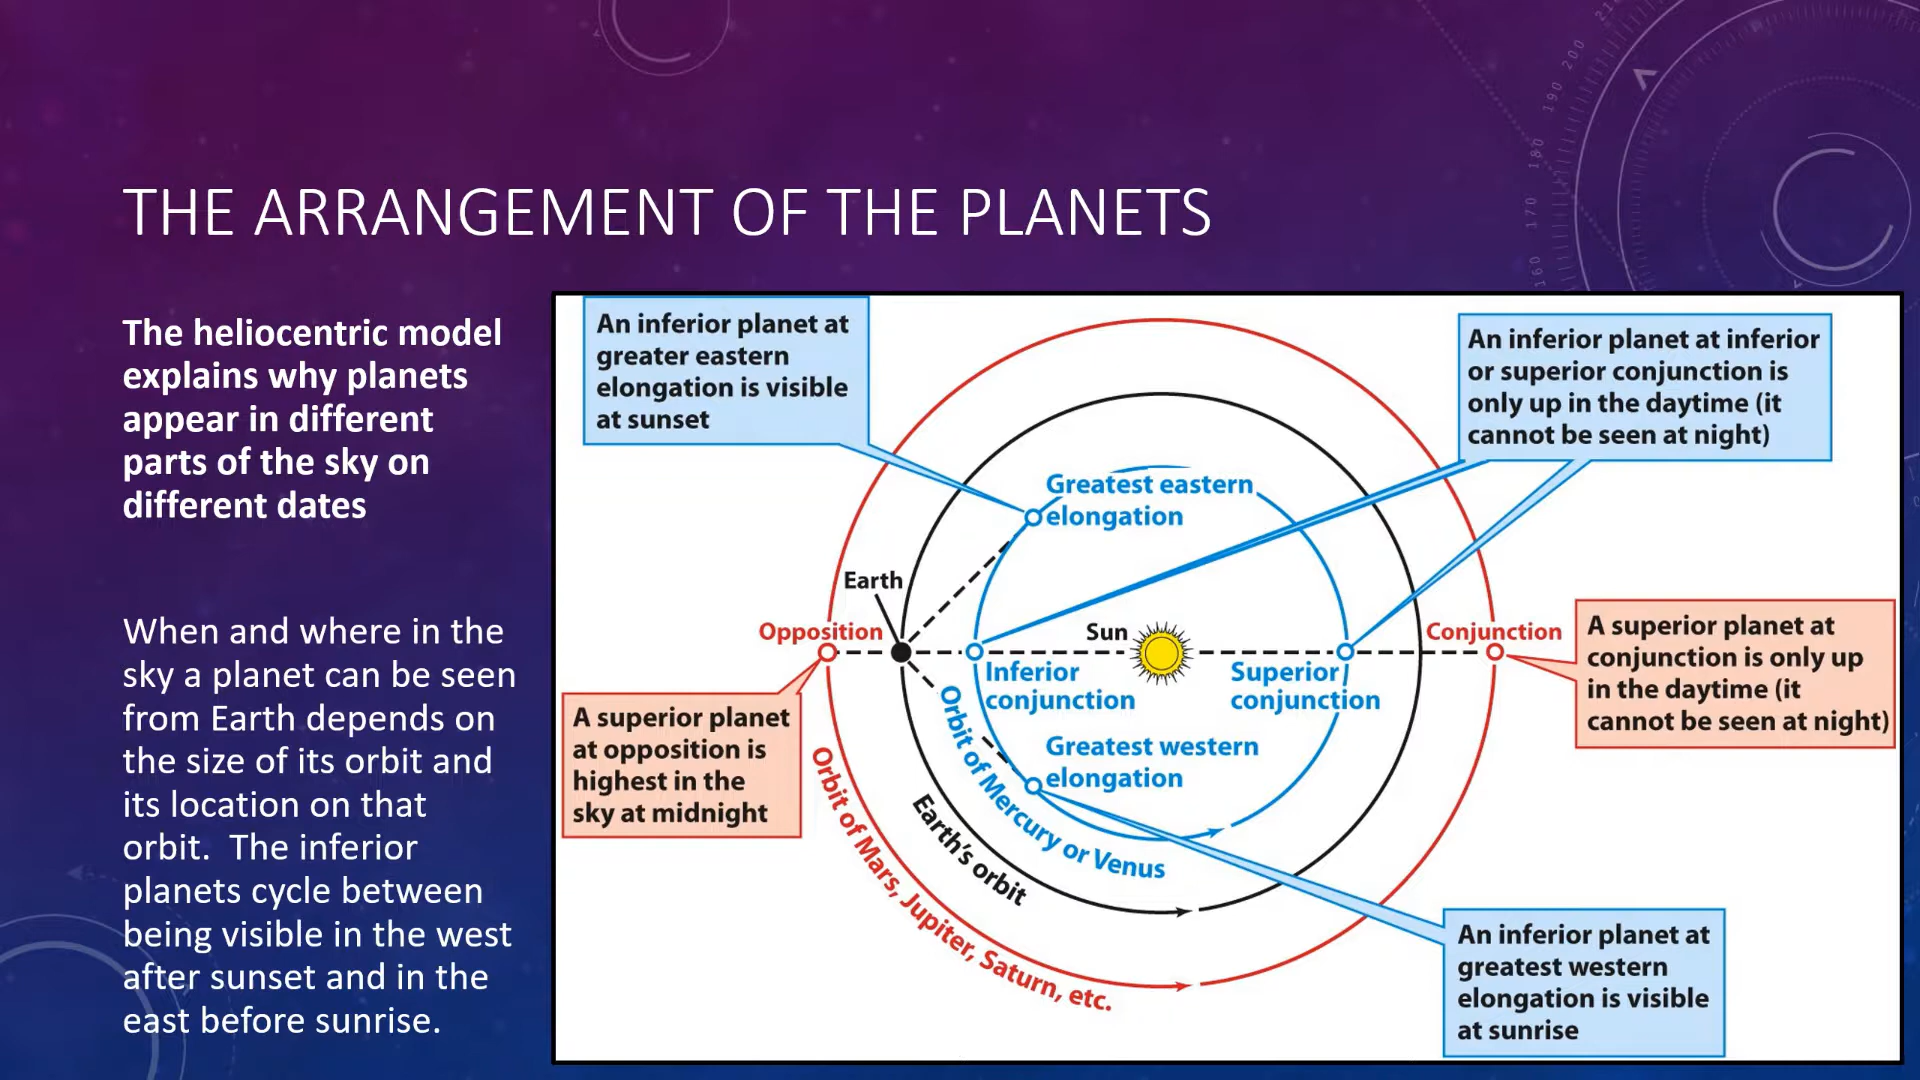 THE ARRANGEMENT OF THE PLANETS
The heliocentric model
explains why planets
appear in different
parts of the sky on
different dates
When and where in the
sky a planet can be seen
from Earth depends on
the size of its orbit and
its location on that
orbit.  The inferior
planets cycle between
being visible in the west
after sunset and in the
east before sunrise.
An inferior planet at
greater eastern
elongation is visible
at sunset
An inferior planet at inferior
or superior conjunction is
only up in the daytime (it
cannot be seen at night)
Greatest eastern
elongation
Earth
Opposition
Sun
Conjunction
Inferior
conjunction
Superior
conjunction
A superior planet at
conjunction is only up
in the daytime (it
cannot be seen at night)
A superior planet
at opposition is
highest in the
sky at midnight
Greatest western
elongation
Orbit of Mercury or Venus
Earth's orbit
Orbit of Mars, Jupiter, Saturn, etc.
An inferior planet at
greatest western
elongation is visible
at sunrise
210
200
190
180
170
160